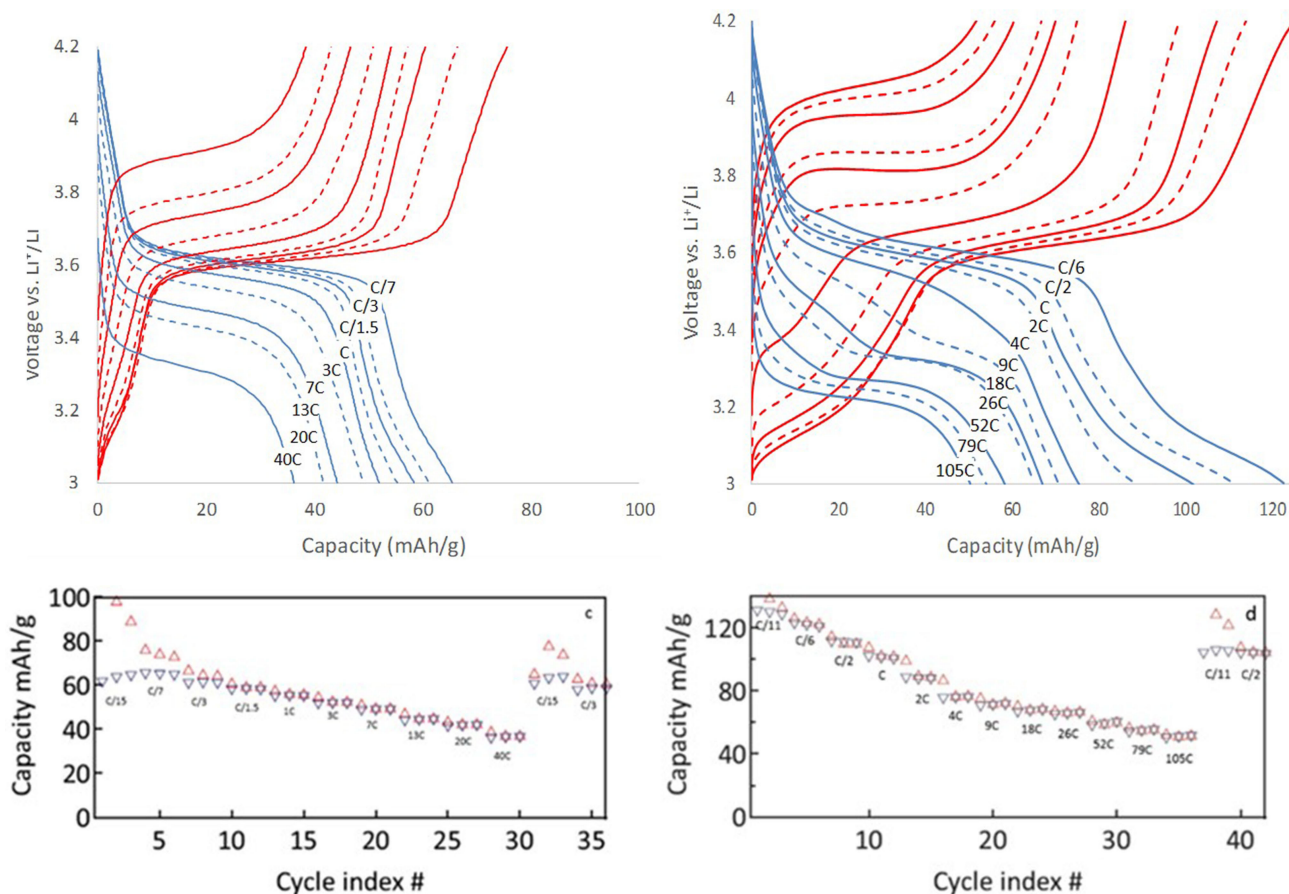 4.2
4
3.8
3.6
3.4
3.2
3
Voltage vs. Li⁺/Li
C/7
C/3
C/1.5
C
3C
7C
13C
20C
40C
0 20 40 60 80 100
Capacity (mAh/g)
4.2
4
3.8
3.6
3.4
3.2
3
Voltage vs. Li⁺/Li
C/6
C/2
C
2C
4C
9C
18C
26C
52C
79C
105C
0 20 40 60 80 100 120
Capacity (mAh/g)
c
100
80
60
40
20
0
Capacity mAh/g
C/15 C/7 C/3 C/1.5 1C 3C 7C 13C 20C 40C C/15 C/3
5 10 15 20 25 30 35
Cycle index #
d
120
80
40
0
Capacity mAh/g
C/11 C/6 C/2 C 2C 4C 9C 18C 26C 52C 79C 105C C/11 C/2
10 20 30 40
Cycle index #